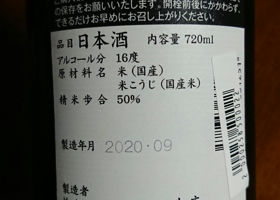 の保存をお願いいたします。開栓前後にかかわらず、
できるだけお早めにお召し上がりください。
品目 日本酒 内容量 720ml
アルコール分 16度
原材料名 米(国産)
米こうじ(国産米)
精米歩合 50%
製造年月 2020・09
製造者